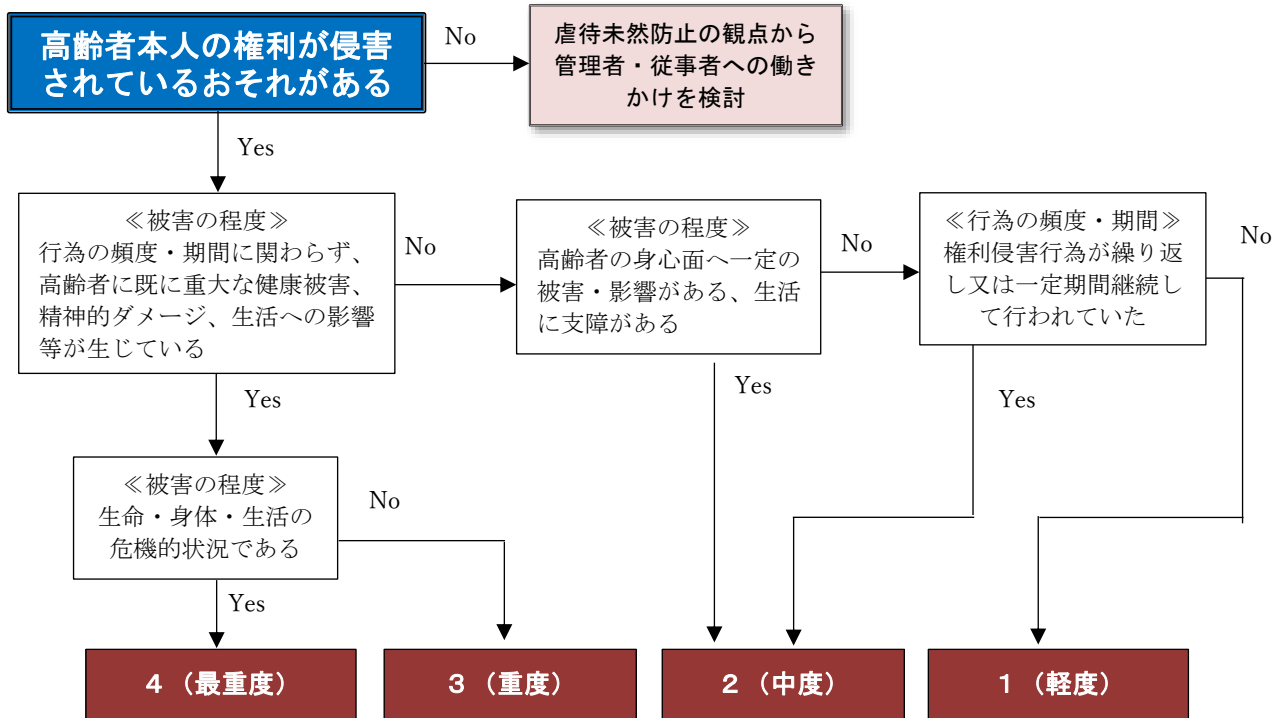 高齢者本人の権利が侵害
されているおそれがある
No
虐待未然防止の観点から
管理者・従事者への働き
かけを検討
Yes
≪被害の程度≫
行為の頻度・期間に関わらず、
高齢者に既に重大な健康被害、
精神的ダメージ、生活への影響
等が生じている
No
≪被害の程度≫
高齢者の身心面へ一定の
被害・影響がある、生活
に支障がある
No
≪行為の頻度・期間≫
権利侵害行為が繰り返
し又は一定期間継続し
て行われていた
No
Yes
Yes
Yes
≪被害の程度≫
生命・身体・生活の
危機的状況である
No
Yes
４（最重度）
３（重度）
２（中度）
１（軽度）